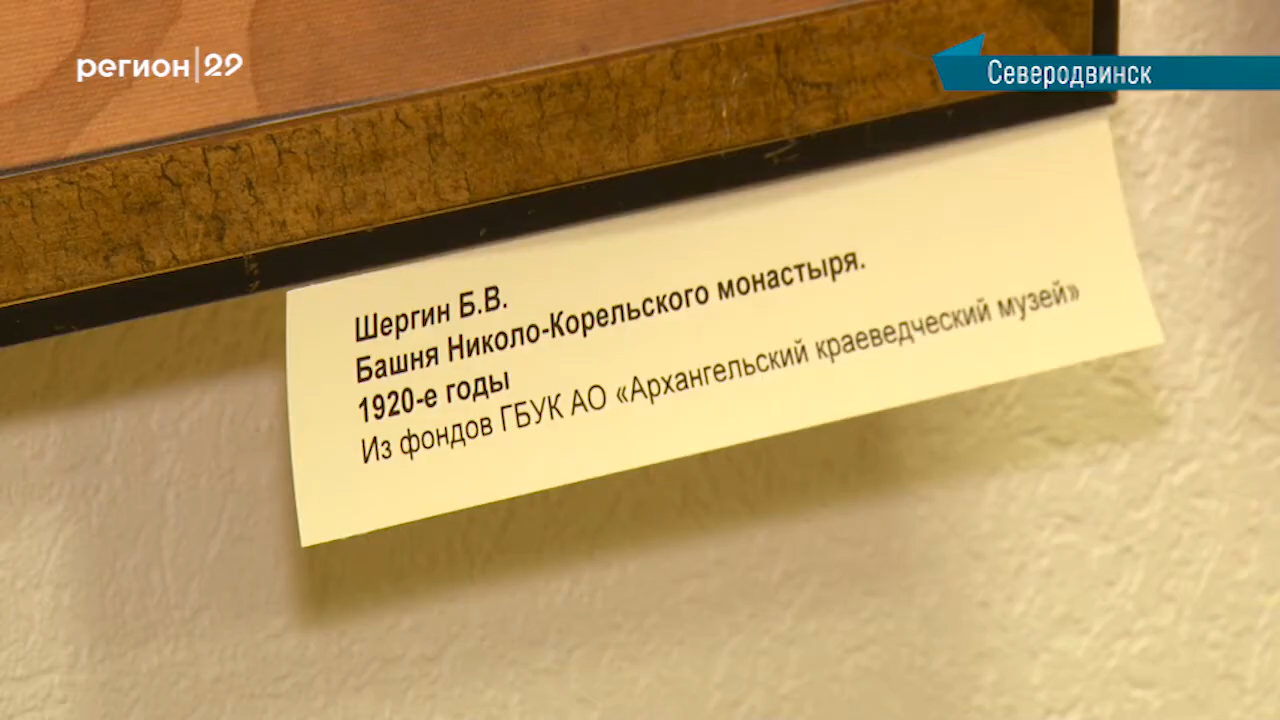 регион|29
Северодвинск
Шергин Б.В.
Башня Николо-Корельского монастыря.
1920-е годы
Из фондов ГБУК АО «Архангельский краеведческий музей»